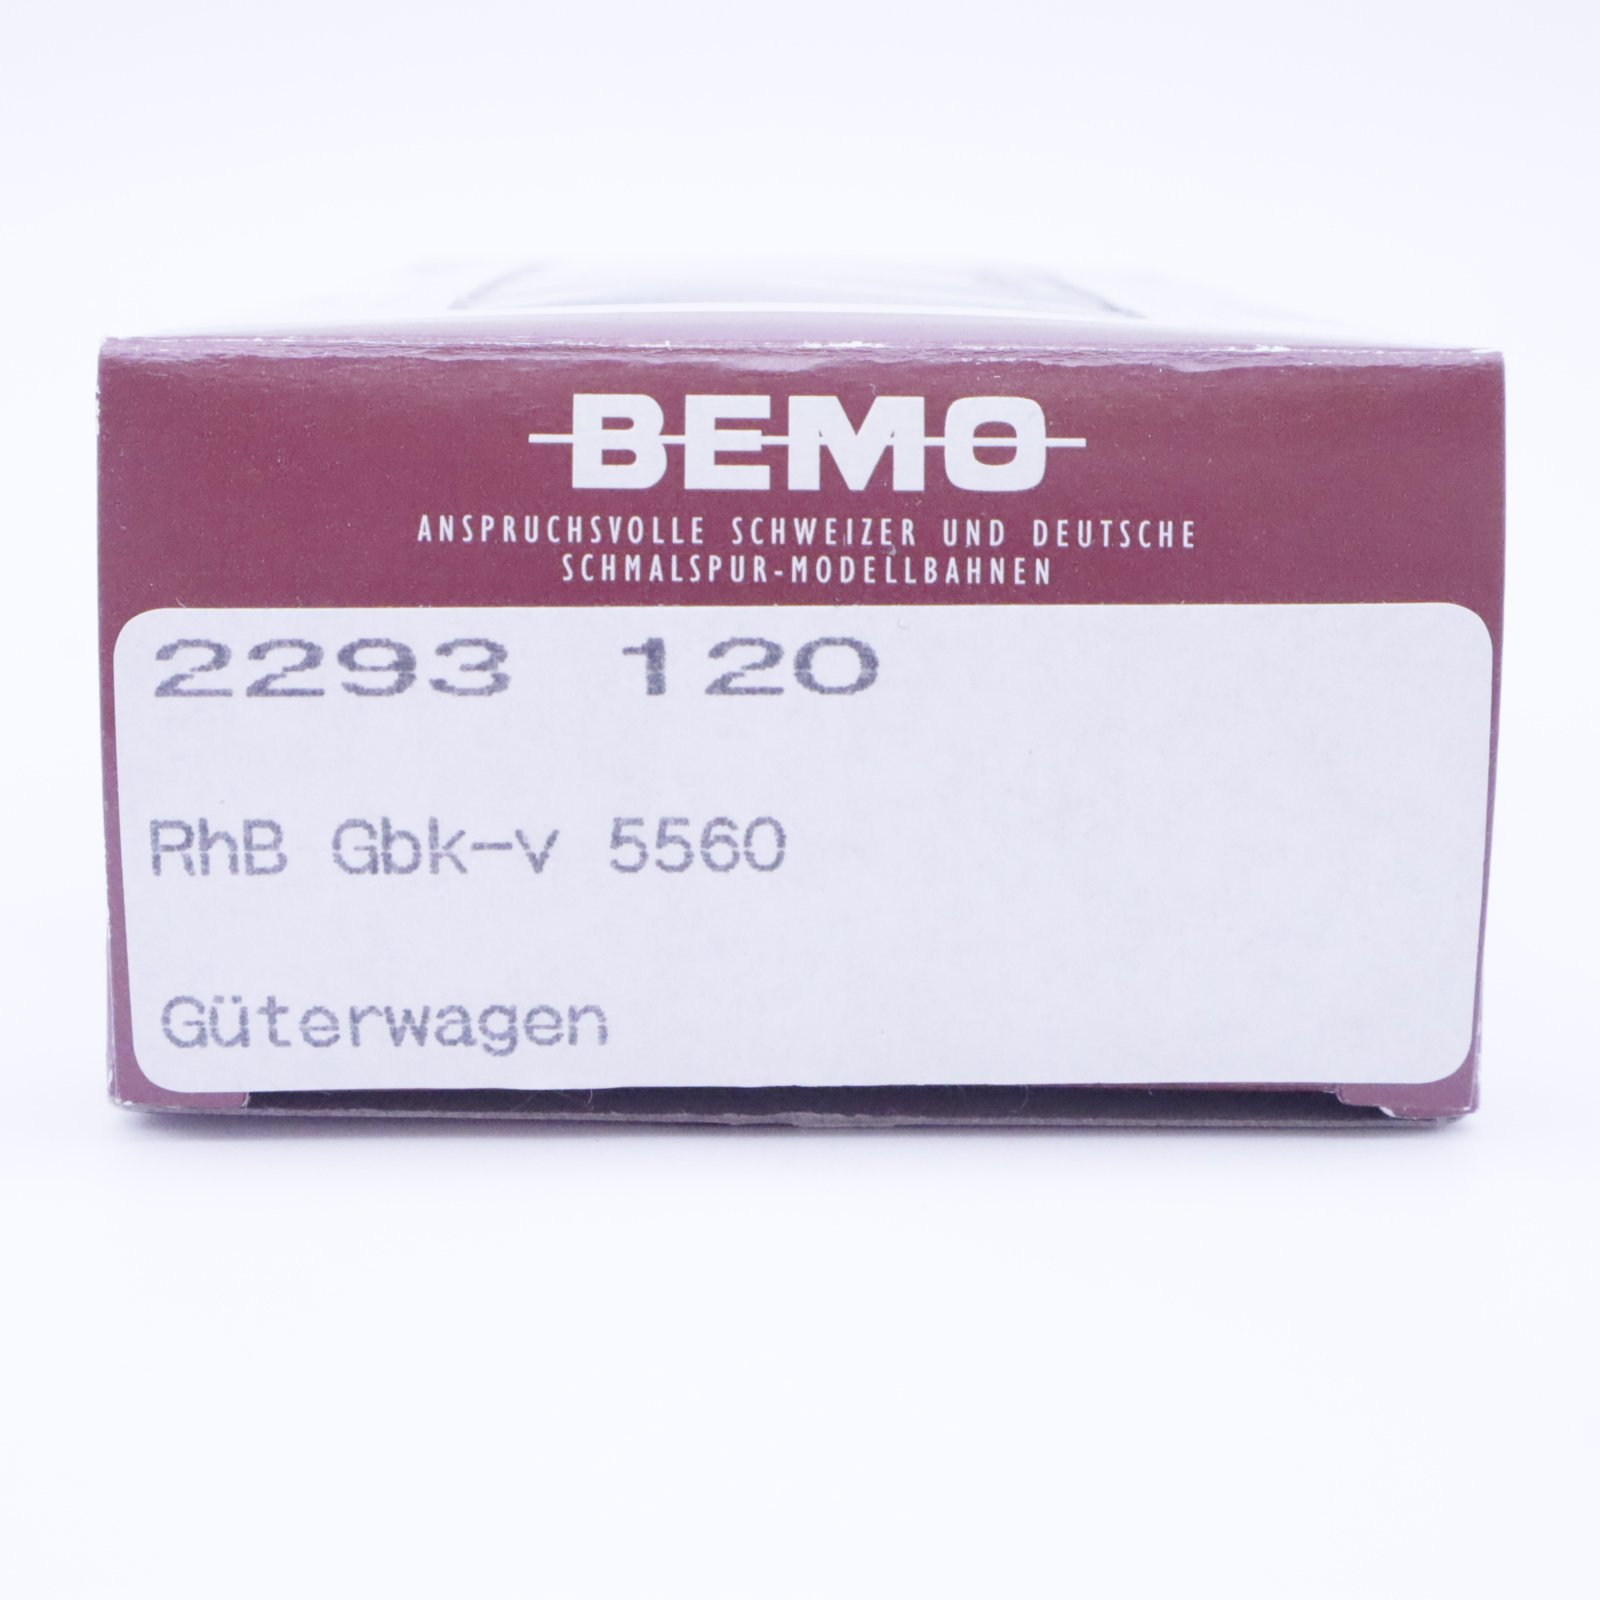 BEMO
ANSPRUCHSVOLLE SCHWEIZER UND DEUTSCHE
SCHMALSPUR-MODELLBAHNEN
2293 120
RhB Gbk-v 5560
Güterwagen